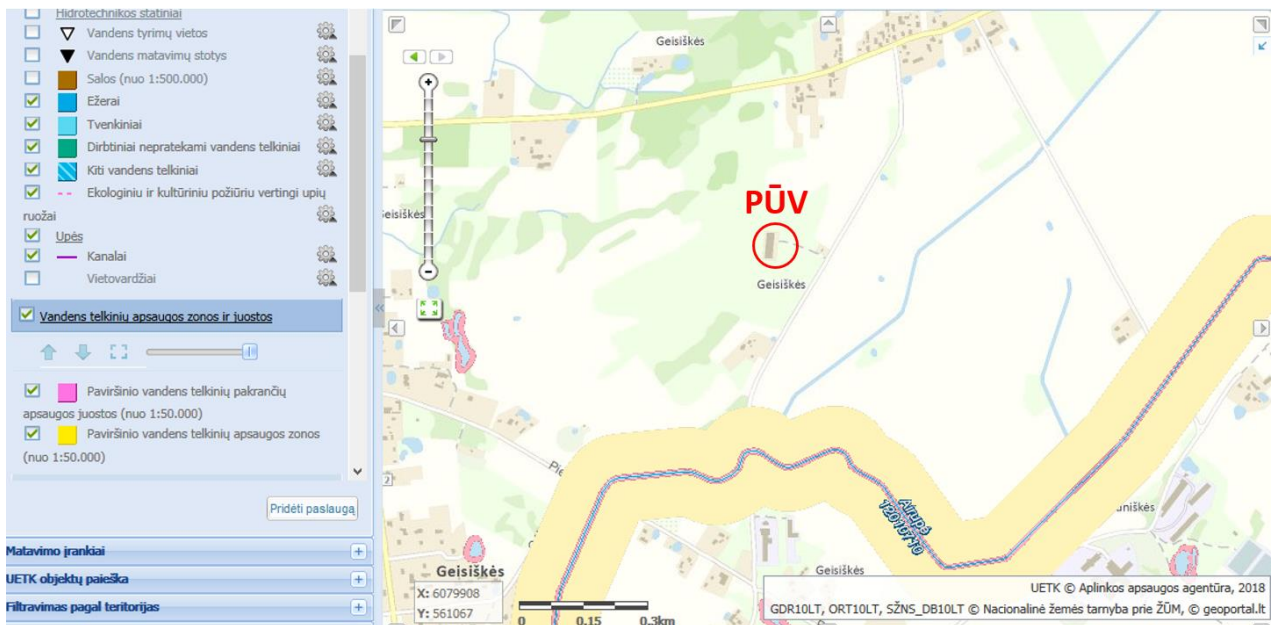 Hidrotechnikos statiniai
Vandens tyrimų vietos
Vandens matavimų stotys
Salos (nuo 1:500.000)
Ežerai
Tvenkiniai
Dirbtiniai nepratekami vandens telkiniai
Kiti vandens telkiniai
Ekologiniu ir kultūriniu požiūriu vertingi upių
ruožai
Upės
Kanalai
Vietovardžiai
Vandens telkinių apsaugos zonos ir juostos
Paviršinio vandens telkinių pakrančių
apsaugos juostos (nuo 1:50.000)
Paviršinio vandens telkinių apsaugos zonos
(nuo 1:50.000)
Pridėti paslaugą
Matavimo įrankiai
UETK objektų paieška
Filtravimas pagal teritorijas
Geisiškės
Geisiškės
PŪV
Geisiškės
Geisiškės
Geisiškės
X: 6079908
Y: 561067
0 0.15 0.3km
UETK © Aplinkos apsaugos agentūra, 2018
GDR10LT, ORT10LT, SŽNS_DB10LT © Nacionalinė žemės tarnyba prie ŽŪM, © geoportal.lt